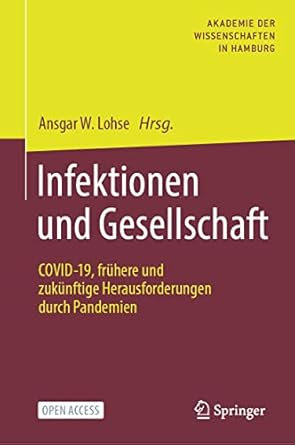 AKADEMIE DER
WISSENSCHAFTEN
IN HAMBURG
Ansgar W. Lohse Hrsg.
Infektionen
und Gesellschaft
COVID-19, frühere und
zukünftige Herausforderungen
durch Pandemien
OPEN ACCESS
Springer